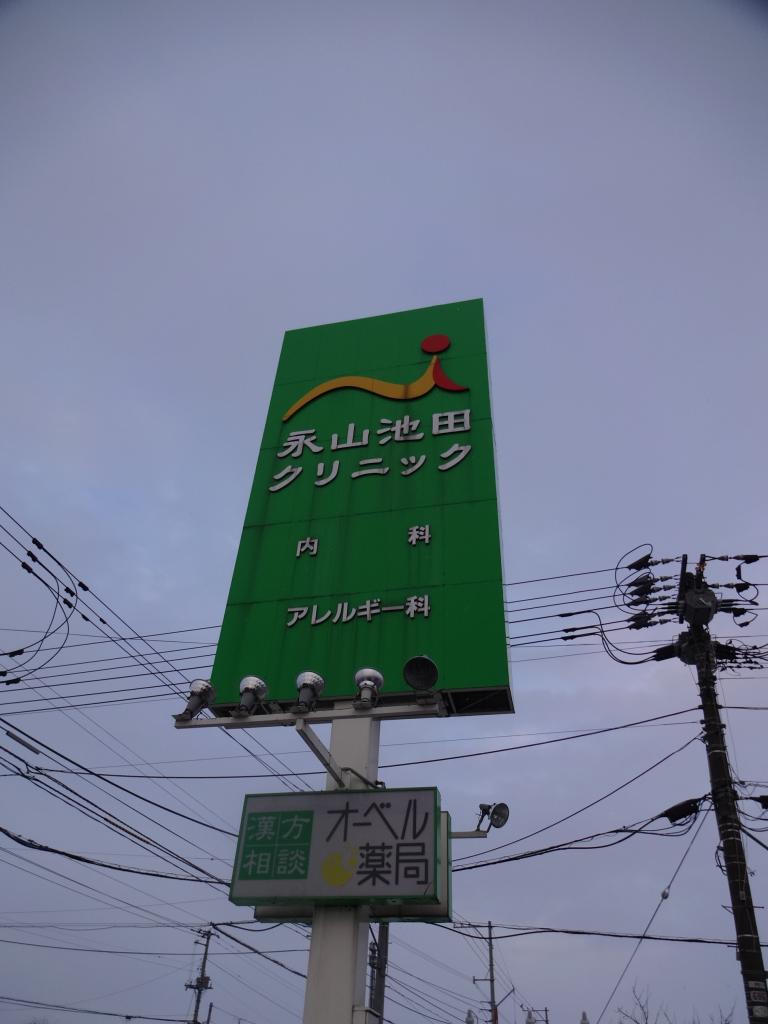 永山池田
クリニック
内 科
アレルギー科
漢方
相談
オーベル
薬局